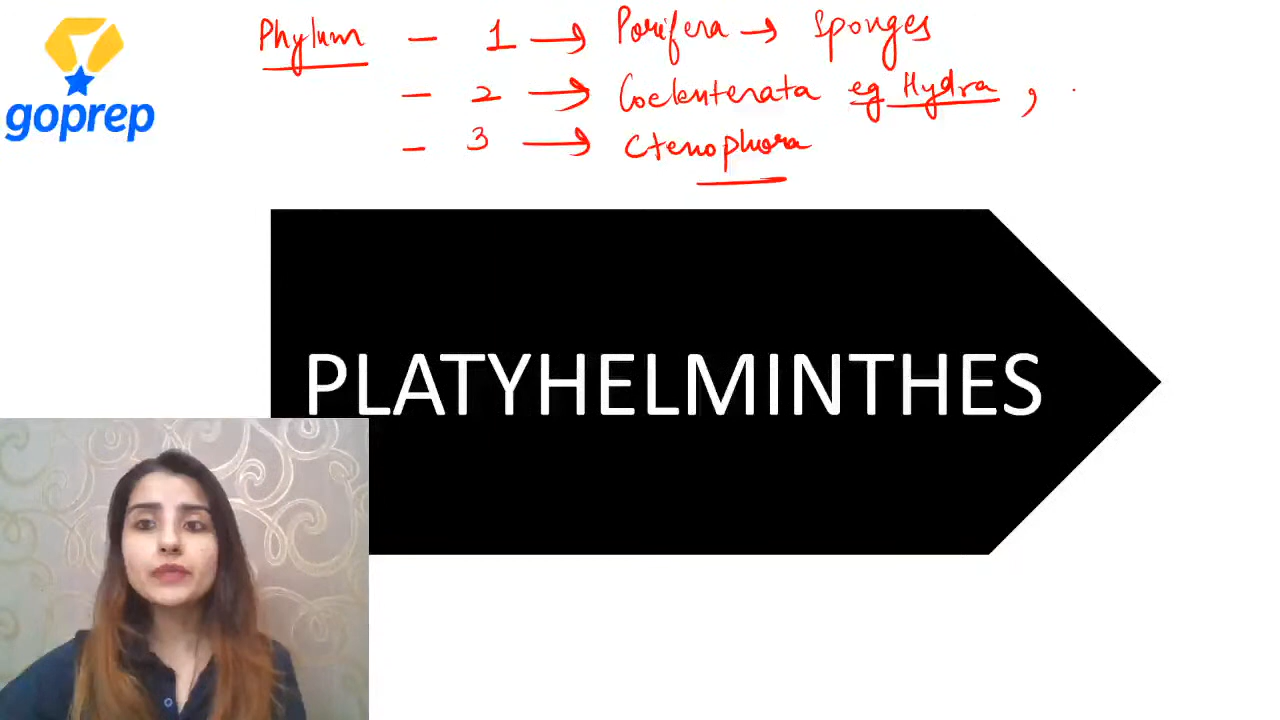 goprep
Phylum - 1 → Porifera → Sponges
- 2 → Coelenterata eg Hydra ,
- 3 → Ctenophora
PLATYHELMINTHES